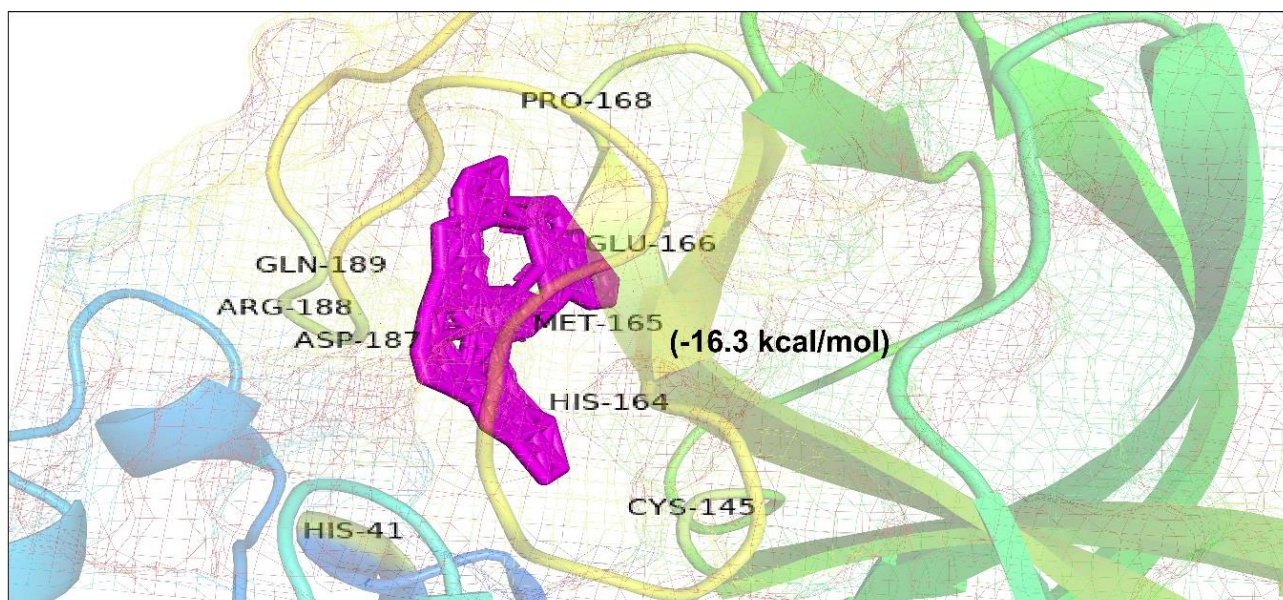 PRO-168
GLU-166
GLN-189
ARG-188
MET-165
ASP-187
(-16.3 kcal/mol)
HIS-164
CYS-145
HIS-41